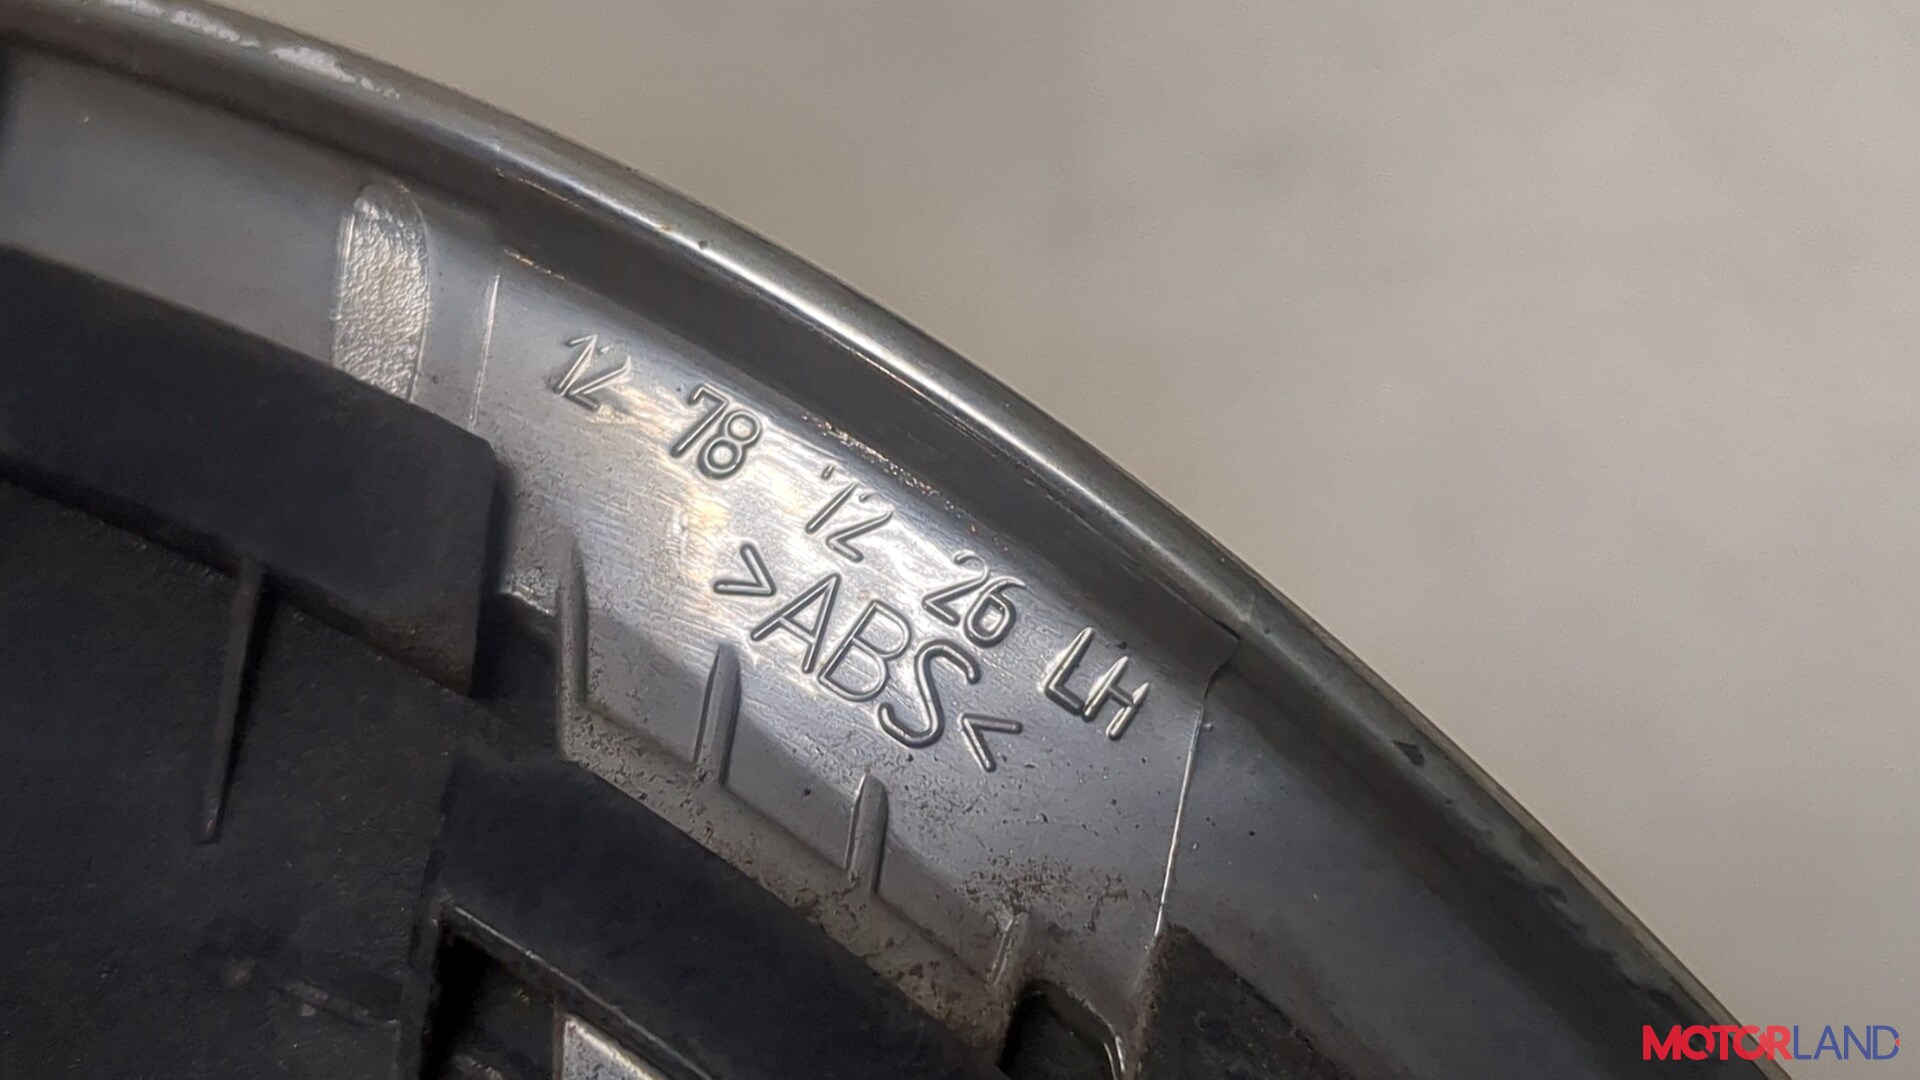 12 78 12 26 LH
>ABS<
MOTORLAND